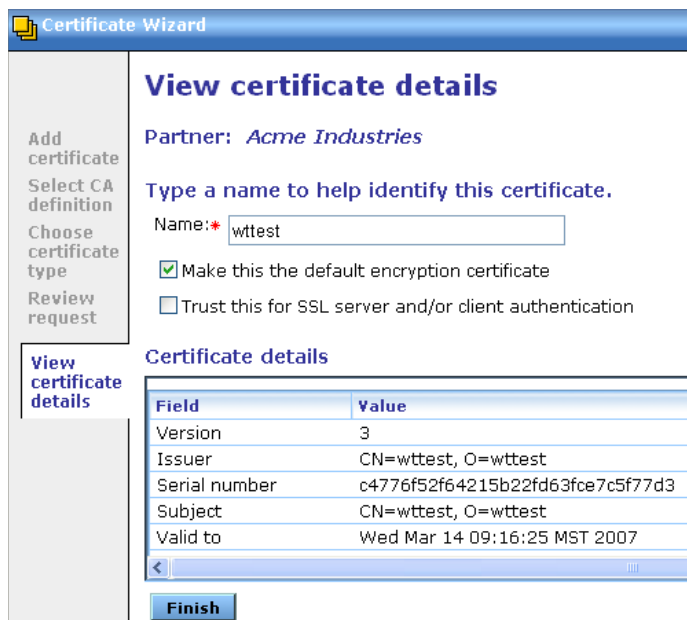 Certificate Wizard
View certificate details
Partner: Acme Industries
Add
certificate
Select CA
definition
Choose
certificate
type
Review
request
View
certificate
details
Type a name to help identify this certificate.
Name:* wttest
Make this the default encryption certificate
Trust this for SSL server and/or client authentication
Certificate details
Field Value
Version 3
Issuer CN=wttest, O=wttest
Serial number c4776f52f64215b22fd63fce7c5f77d3
Subject CN=wttest, O=wttest
Valid to Wed Mar 14 09:16:25 MST 2007
Finish